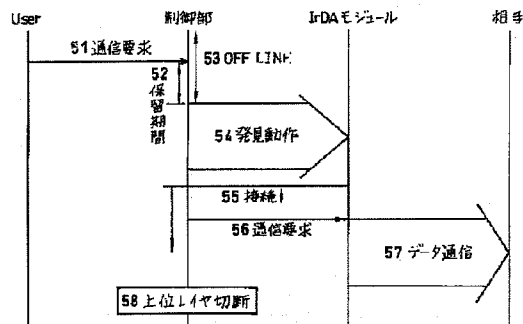 User 制御部 IrDAモジュール 相手
51 通信要求
53 OFF LINE
52 保留期間
54 発見動作
55 接続
56 通信要求
57 データ通信
58 上位レイヤ切断